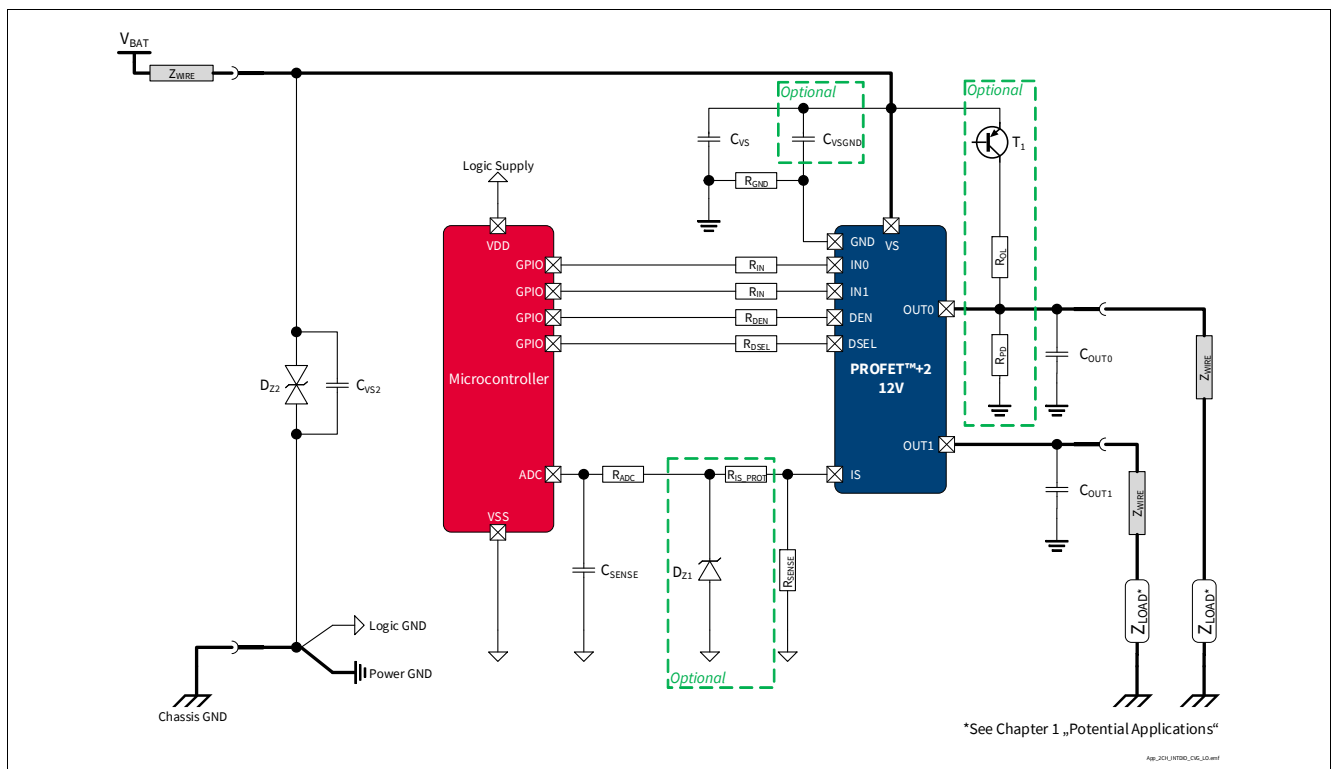 VBAT
ZWIRE
Optional
Optional
CVS
CVSGND
T1
Logic Supply
RGND
VDD
GND
VS
GPIO
RIN
IN0
ROL
GPIO
RIN
IN1
GPIO
RDEN
DEN
OUT0
GPIO
RDSEL
DSEL
RPD
COUT0
ZWIRE
DZ2
CVS2
Microcontroller
PROFET™+2
12V
OUT1
ADC
RADC
RIS_PROT
IS
COUT1
ZWIRE
VSS
CSENSE
DZ1
RSENSE
ZLOAD*
ZLOAD*
Logic GND
Power GND
Optional
Chassis GND
*See Chapter 1 „Potential Applications“
App_2CH_INTDIO_CVG_LO.emf